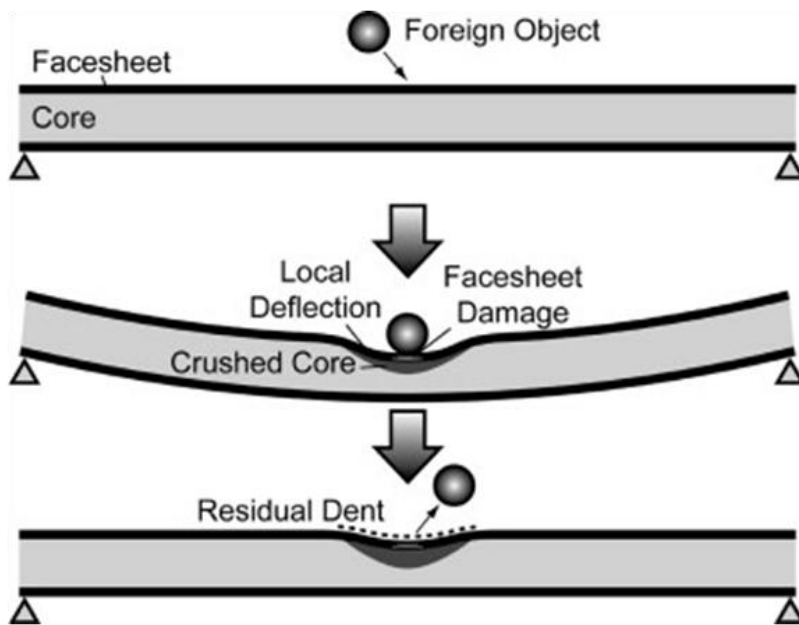 Foreign Object
Facesheet
Core
Local
Deflection
Facesheet
Damage
Crushed Core
Residual Dent